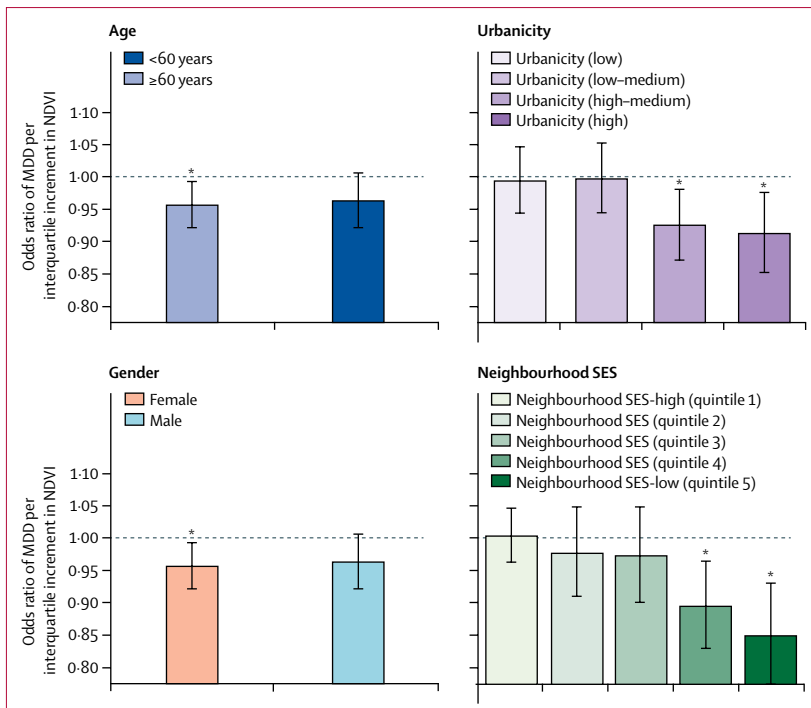 Age
<60 years
≥60 years
Odds ratio of MDD per
interquartile increment in NDVI
1·10
1·05
1·00
0·95
0·90
0·85
0·80
*
Urbanicity
Urbanicity (low)
Urbanicity (low–medium)
Urbanicity (high–medium)
Urbanicity (high)
*
*
Gender
Female
Male
Odds ratio of MDD per
interquartile increment in NDVI
1·10
1·05
1·00
0·95
0·90
0·85
0·80
*
Neighbourhood SES
Neighbourhood SES-high (quintile 1)
Neighbourhood SES (quintile 2)
Neighbourhood SES (quintile 3)
Neighbourhood SES (quintile 4)
Neighbourhood SES-low (quintile 5)
*
*